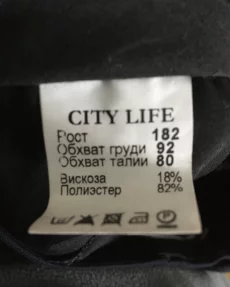 CITY LIFE
Рост 182
Обхват груди 92
Обхват талии 80
Вискоза 18%
Полиэстер 82%